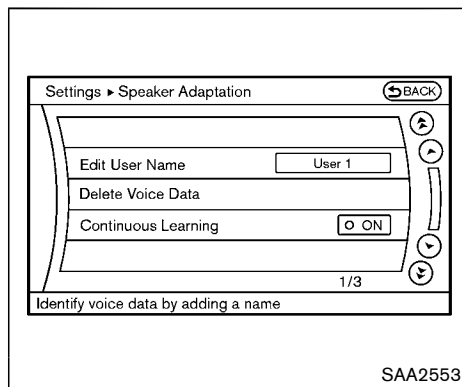 Settings ▸ Speaker Adaptation BACK
Edit User Name User 1
Delete Voice Data
Continuous Learning ON
1/3
Identify voice data by adding a name
SAA2553